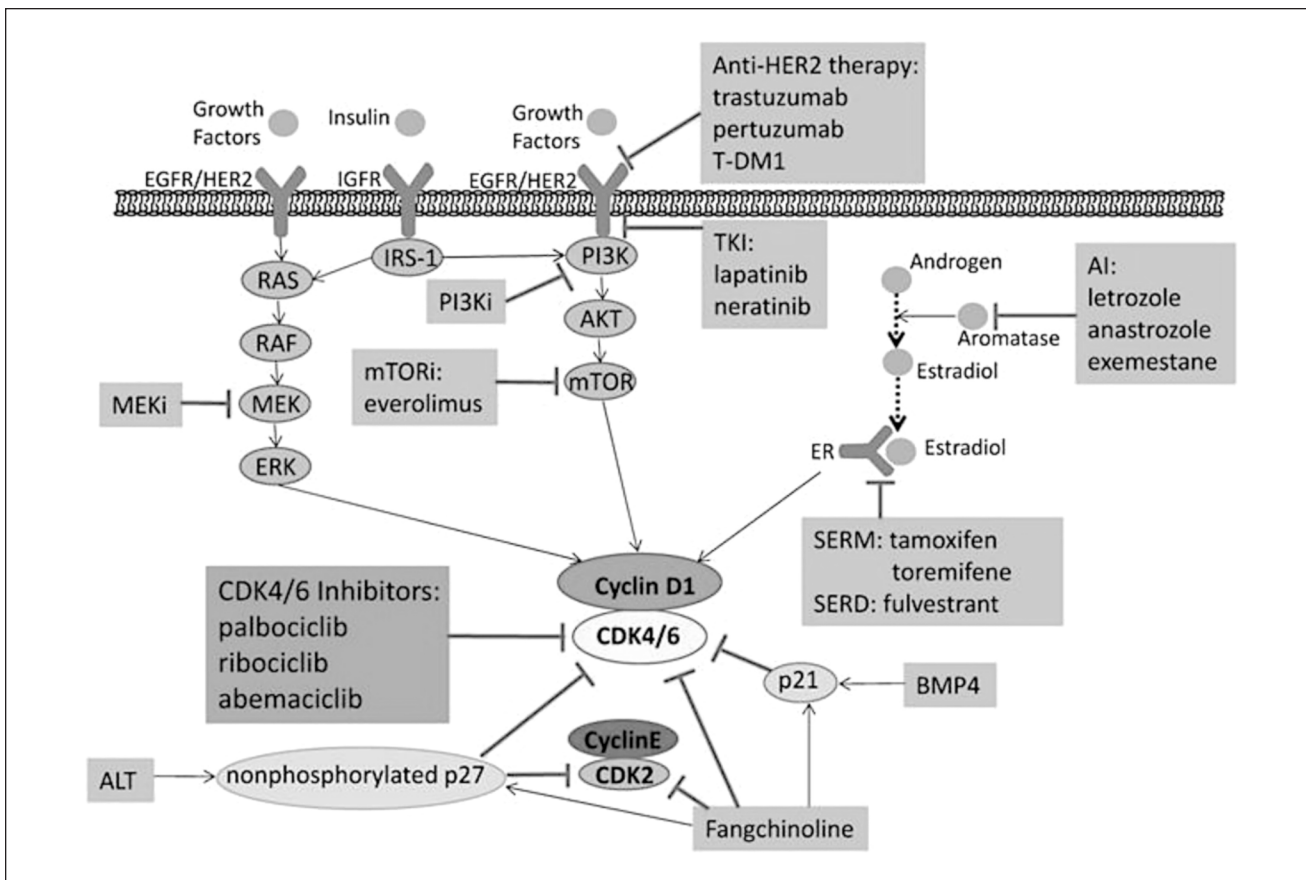 Anti-HER2 therapy:
trastuzumab
pertuzumab
T-DM1
Growth
Factors
Insulin
Growth
Factors
EGFR/HER2
IGFR
EGFR/HER2
IRS-1
PI3K
RAS
TKI:
lapatinib
neratinib
Androgen
AI:
letrozole
anastrozole
exemestane
PI3Ki
AKT
RAF
Aromatase
mTORi:
everolimus
mTOR
Estradiol
MEKi
MEK
ER
Estradiol
ERK
SERM: tamoxifen
toremifene
SERD: fulvestrant
Cyclin D1
CDK4/6
CDK4/6 Inhibitors:
palbociclib
ribociclib
abemaciclib
p21
BMP4
CyclinE
CDK2
ALT
nonphosphorylated p27
Fangchinoline